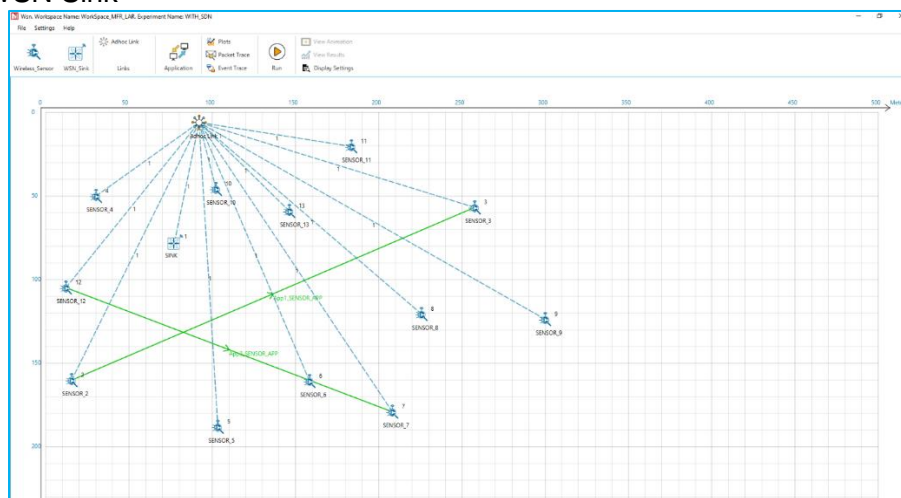 WSN Sink
Wsn. Workspace Name: WorkSpace_MFR_LAR. Experiment Name: WITH_SDN
File Settings Help
Adhoc Link
Plots
Packet Trace
Event Trace
View Animation
View Results
Display Settings
Wireless_Sensor WSN_Sink Links Application Run
0 50 100 150 200 250 300 350 400 450 500
0
Adhoc Link
11
SENSOR_11
4
SENSOR_4
10
SENSOR_10
50
13
SENSOR_13
3
SENSOR_3
1
SINK
100
12
SENSOR_12
App1_SENSOR_APP
8
SENSOR_8
9
SENSOR_9
150
2
SENSOR_2
6
SENSOR_6
7
SENSOR_7
5
SENSOR_5
200